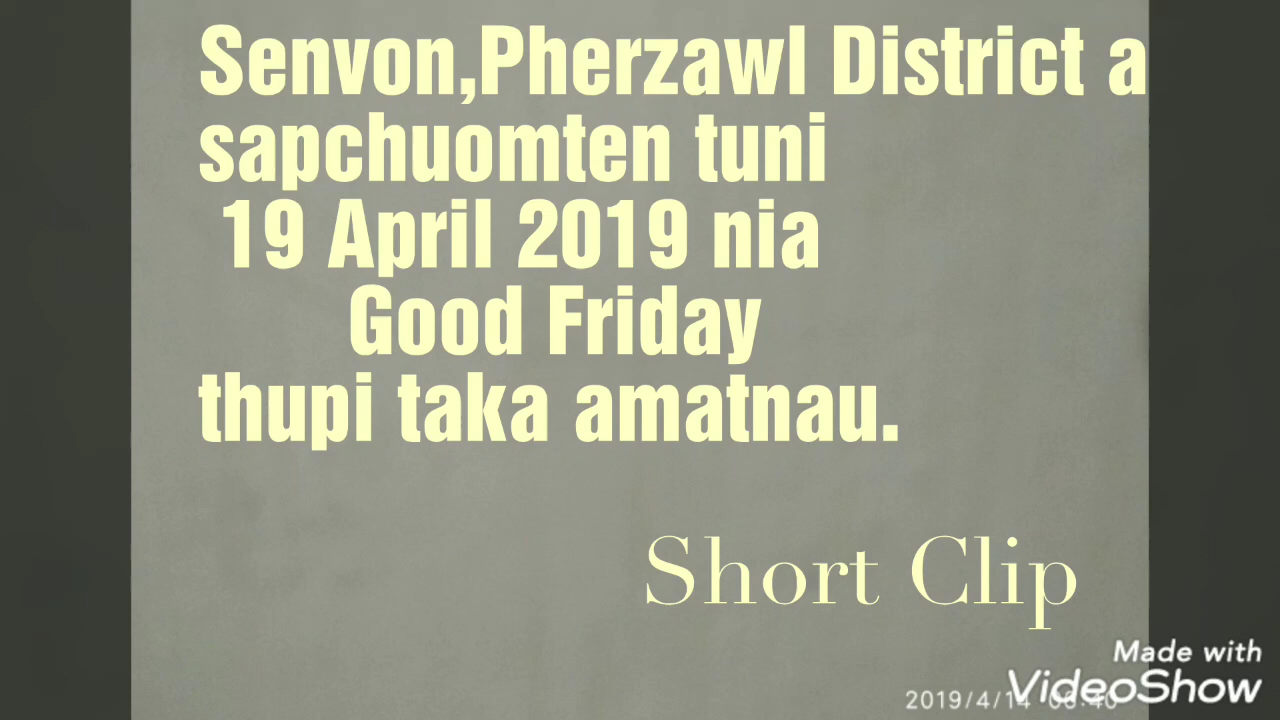 Senvon,Pherzawl District a
sapchuomten tuni
19 April 2019 nia
Good Friday
thupi taka amatnau.
Short Clip
Made with
VideoShow
2019/4/14